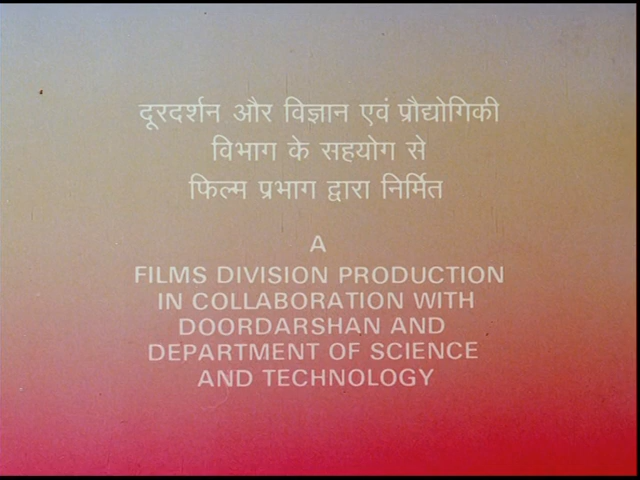 दूरदर्शन और विज्ञान एवं प्रौद्योगिकी
विभाग के सहयोग से
फिल्म प्रभाग द्वारा निर्मित
A
FILMS DIVISION PRODUCTION
IN COLLABORATION WITH
DOORDARSHAN AND
DEPARTMENT OF SCIENCE
AND TECHNOLOGY